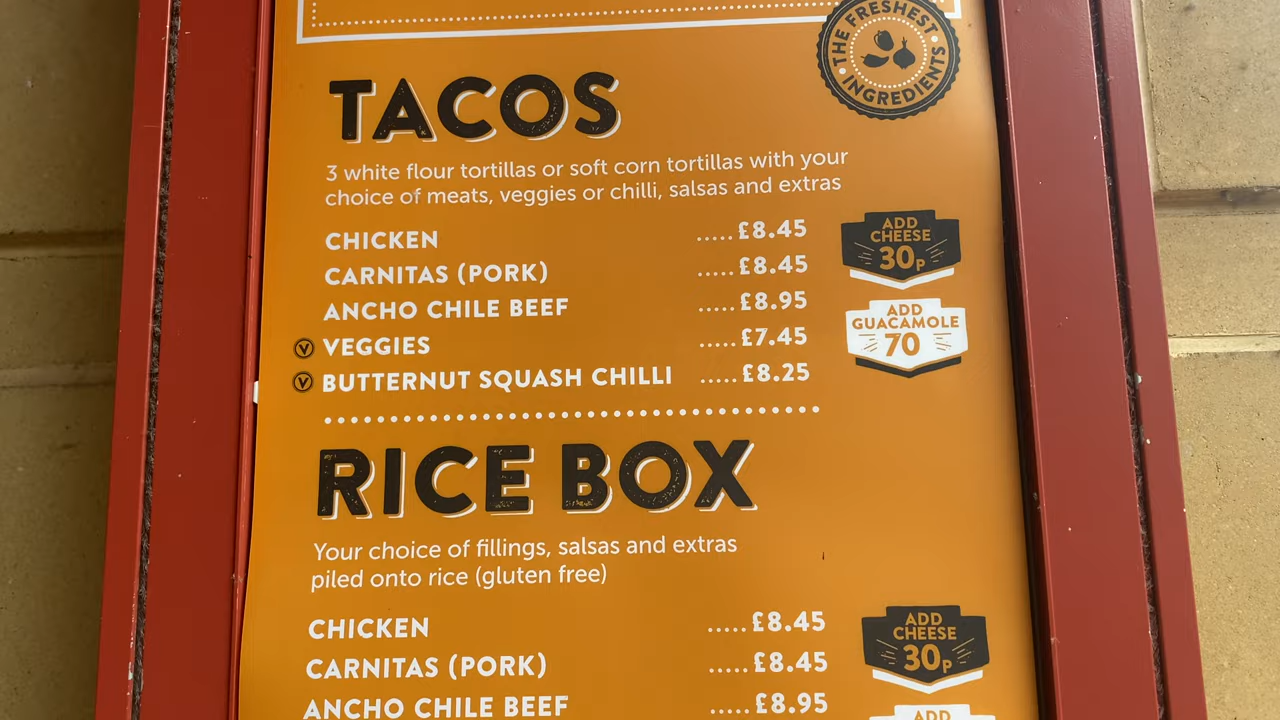 THE FRESHEST
INGREDIENTS
TACOS
3 white flour tortillas or soft corn tortillas with your
choice of meats, veggies or chilli, salsas and extras
CHICKEN .....£8.45
CARNITAS (PORK) .....£8.45
ANCHO CHILE BEEF .....£8.95
V VEGGIES .....£7.45
V BUTTERNUT SQUASH CHILLI .....£8.25
ADD
CHEESE
30p
ADD
GUACAMOLE
70
RICE BOX
Your choice of fillings, salsas and extras
piled onto rice (gluten free)
CHICKEN .....£8.45
CARNITAS (PORK) .....£8.45
ANCHO CHILE BEEF .....£8.95
ADD
CHEESE
30p
ADD